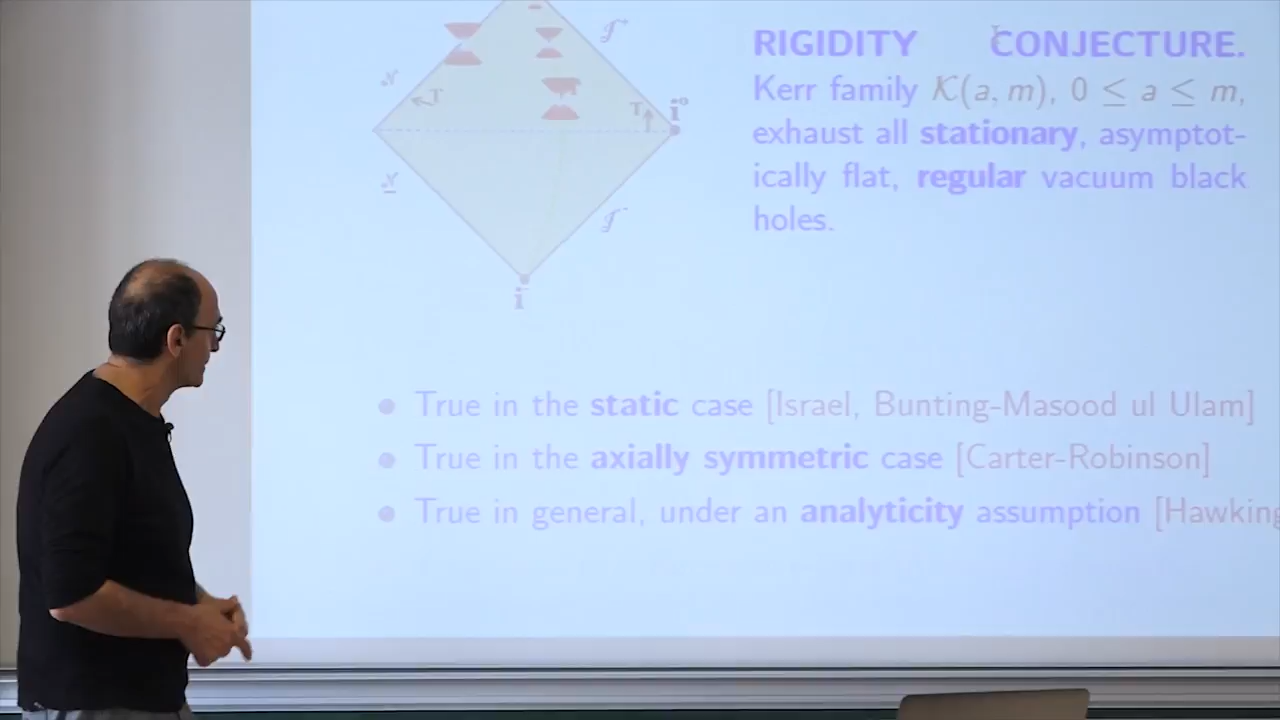 RIGIDITY CONJECTURE.
Kerr family K(a, m), 0 ≤ a ≤ m,
exhaust all stationary, asymptot-
ically flat, regular vacuum black
holes.
T
T
i⁰
i
• True in the static case [Israel, Bunting-Masood ul Ulam]
• True in the axially symmetric case [Carter-Robinson]
• True in general, under an analyticity assumption [Hawking